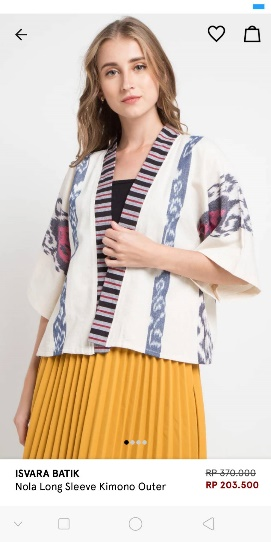 ISVARA BATIK
RP 370.000
Nola Long Sleeve Kimono Outer
RP 203.500